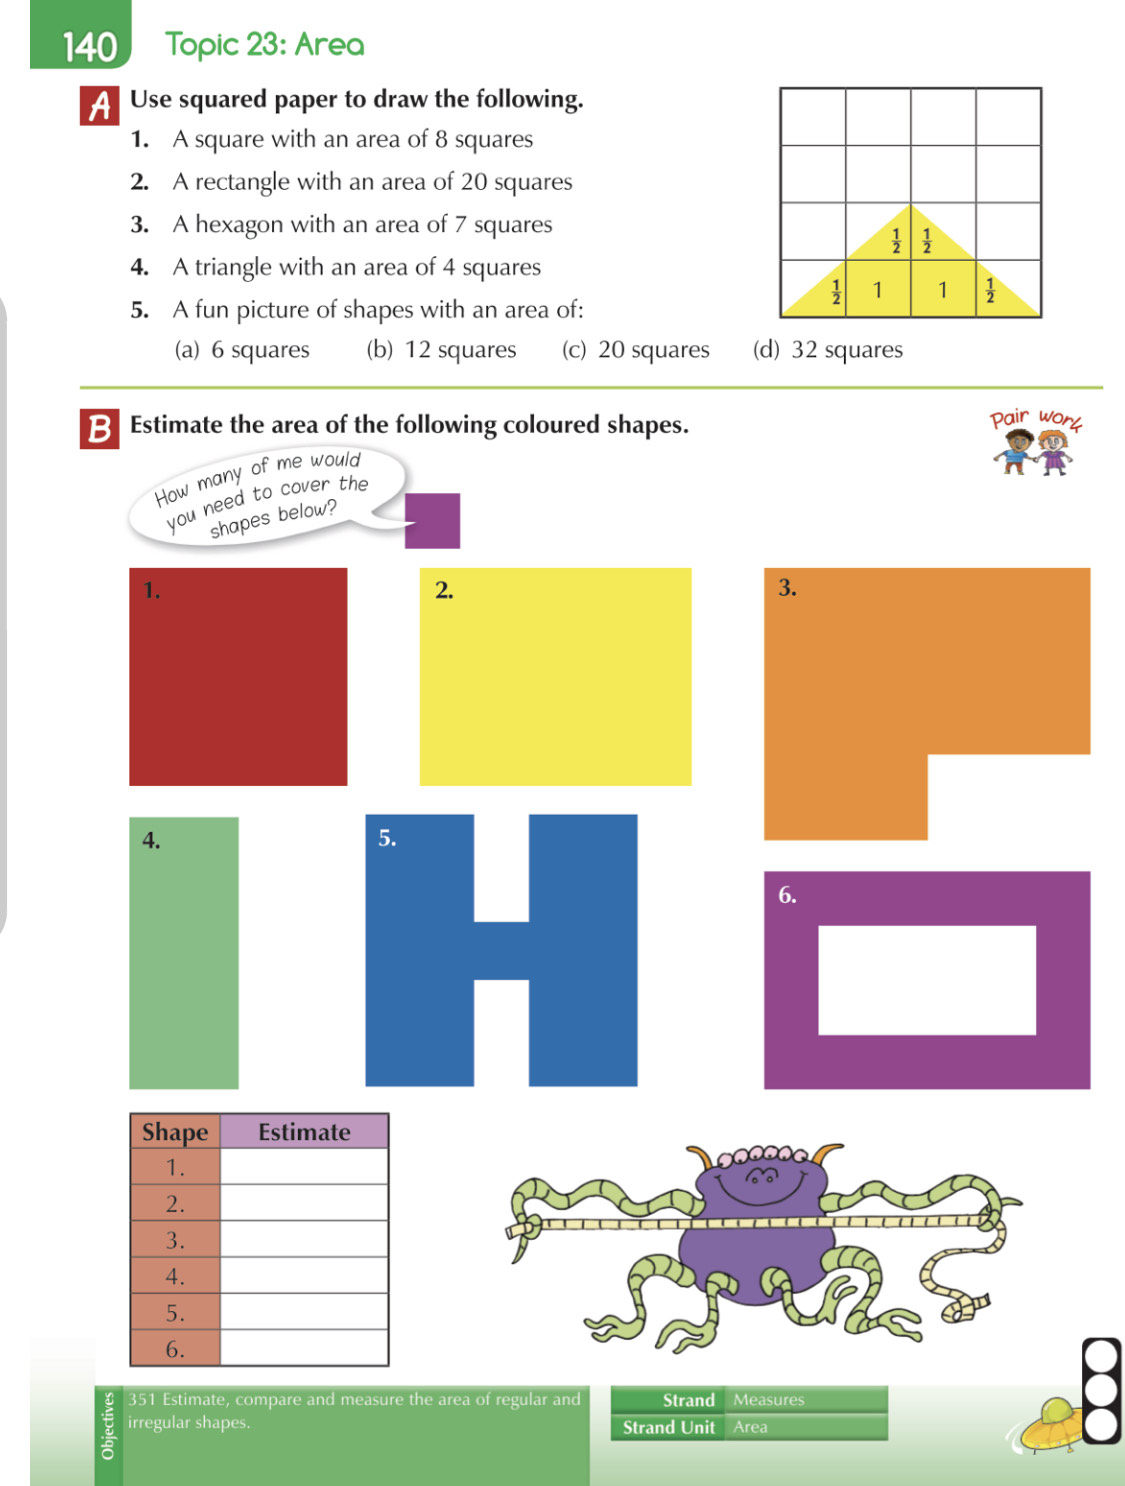 140 Topic 23: Area
A Use squared paper to draw the following.
1. A square with an area of 8 squares
2. A rectangle with an area of 20 squares
3. A hexagon with an area of 7 squares
4. A triangle with an area of 4 squares
5. A fun picture of shapes with an area of:
(a) 6 squares (b) 12 squares (c) 20 squares (d) 32 squares
½ ½
½ 1 1 ½
B Estimate the area of the following coloured shapes.
Pair work
How many of me would
you need to cover the
shapes below?
1. 2. 3.
4. 5. 6.
Shape Estimate
1.
2.
3.
4.
5.
6.
Objectives
351 Estimate, compare and measure the area of regular and
irregular shapes.
Strand Measures
Strand Unit Area